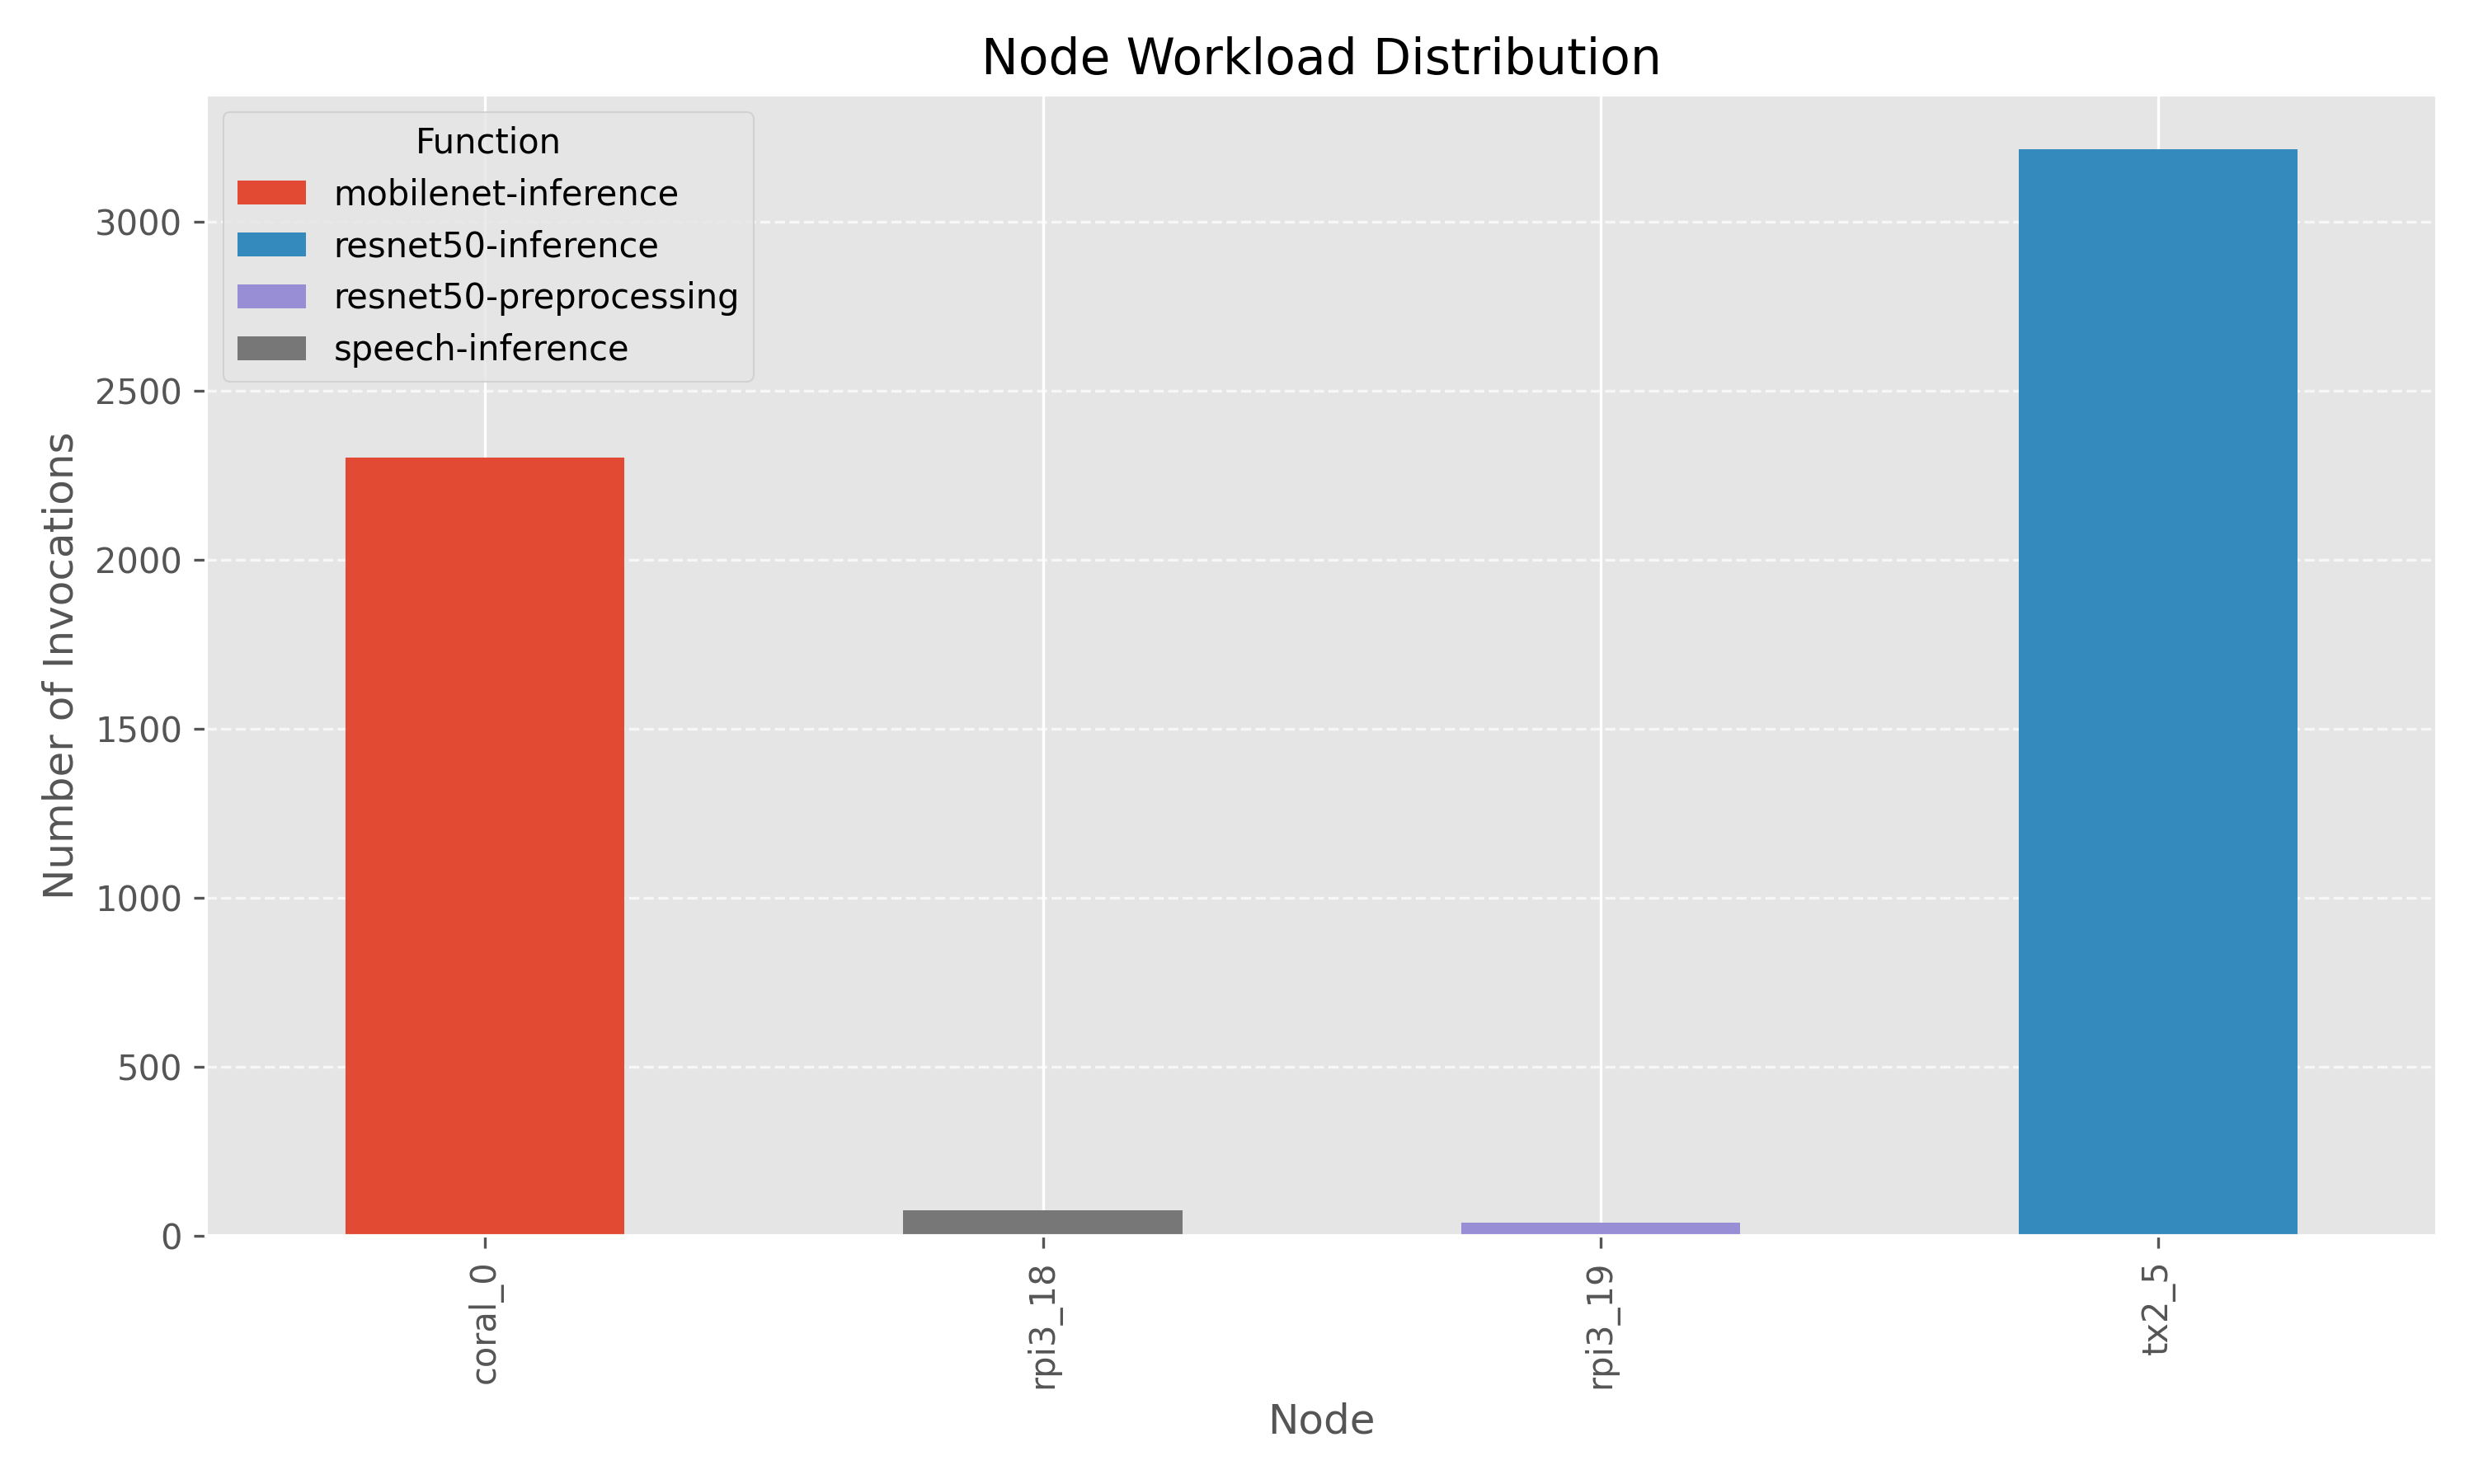 Node Workload Distribution
Function
mobilenet-inference
resnet50-inference
resnet50-preprocessing
speech-inference
Number of Invocations
3000
2500
2000
1500
1000
500
0
coral_0
rpi3_18
rpi3_19
tx2_5
Node